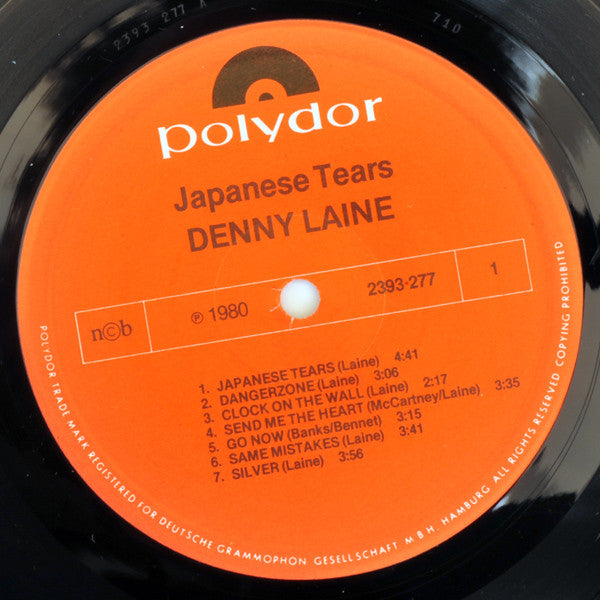 2393 277 A
710
polydor
Japanese Tears
DENNY LAINE
n©b
℗ 1980
2393·277
1
1. JAPANESE TEARS (Laine) 4:41
2. DANGERZONE (Laine) 3:06
3. CLOCK ON THE WALL (Laine) 2:17
4. SEND ME THE HEART (McCartney/Laine) 3:35
5. GO NOW (Banks/Bennet) 3:15
6. SAME MISTAKES (Laine) 3:41
7. SILVER (Laine) 3:56
POLYDOR TRADE MARK REGISTERED FOR DEUTSCHE GRAMMOPHON GESELLSCHAFT M B H. HAMBURG ALL RIGHTS RESERVED COPYING PROHIBITED